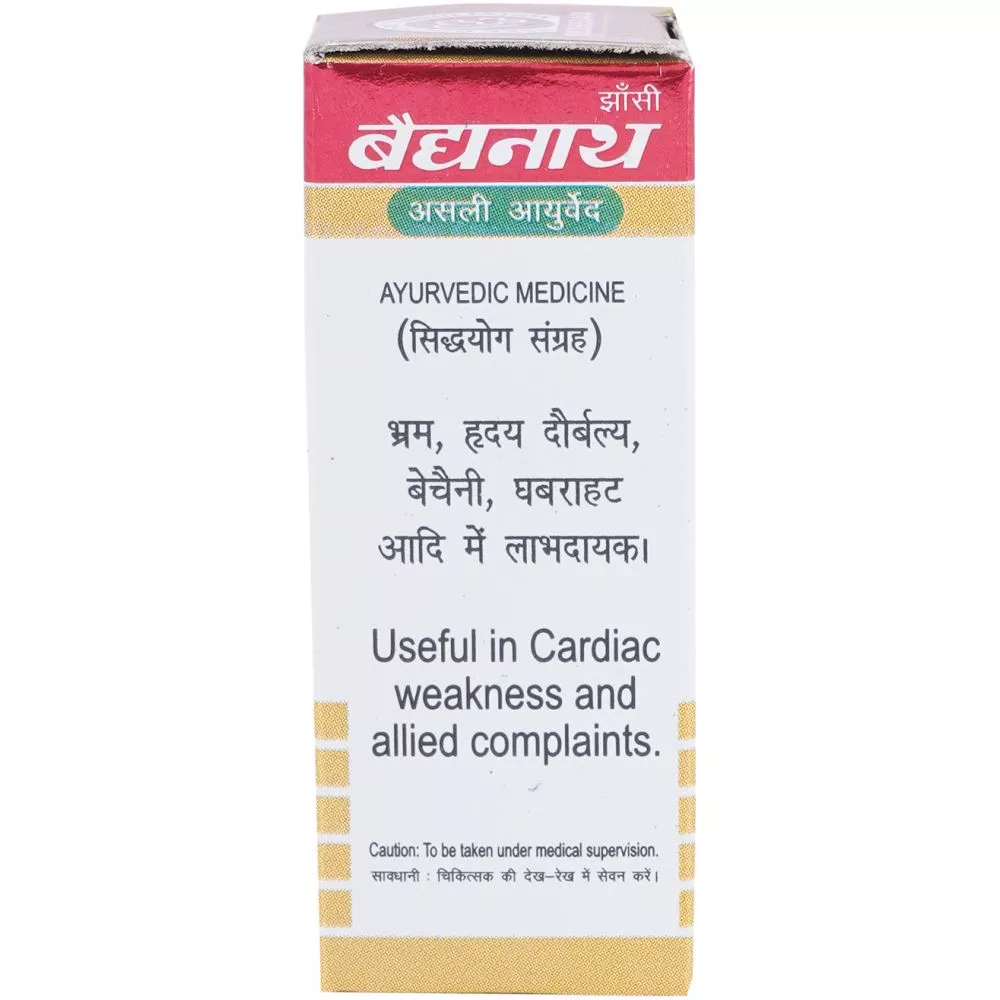 झाँसी
बैद्यनाथ
असली आयुर्वेद
AYURVEDIC MEDICINE
(सिद्धयोग संग्रह)
भ्रम, हृदय दौर्बल्य,
बेचैनी, घबराहट
आदि में लाभदायक।
Useful in Cardiac
weakness and
allied complaints.
Caution: To be taken under medical supervision.
सावधानी : चिकित्सक की देख-रेख में सेवन करें।